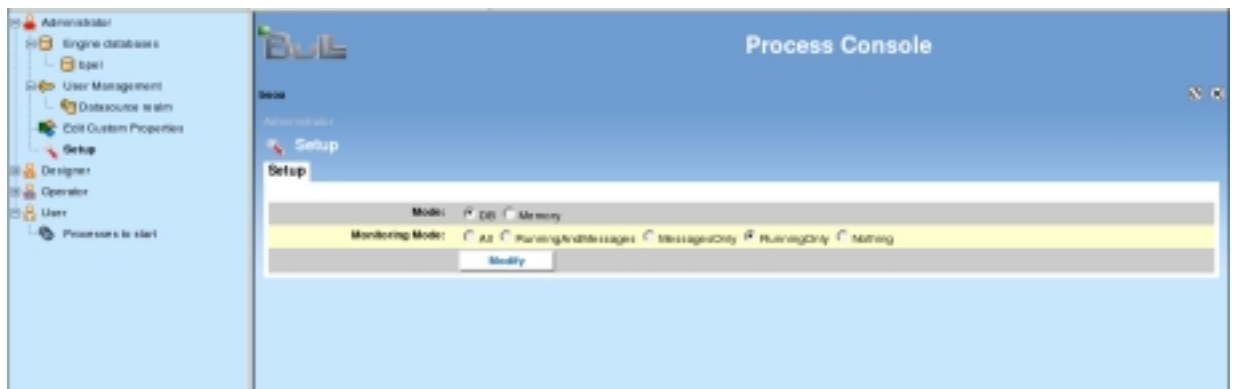 Administrator
Engine databases
bpel
User Management
Datasource realm
Edit Custom Properties
Setup
Designer
Operator
User
Processes to start
Bull
Process Console
Administrator
Setup
Setup
Mode: DB Memory
Monitoring Mode: All RunningAndMessages MessagesOnly RunningOnly Nothing
Modify